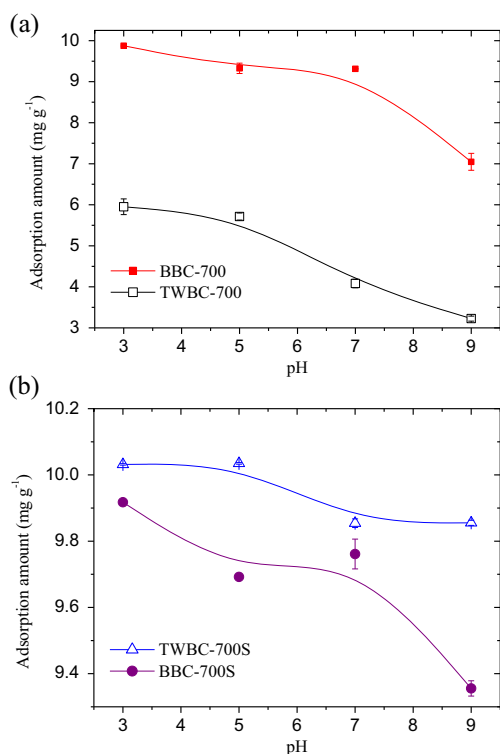 (a)
10
9
8
7
6
5
4
3
Adsorption amount (mg g⁻¹)
BBC-700
TWBC-700
3 4 5 6 7 8 9
pH
(b)
10.2
10.0
9.8
9.6
9.4
Adsorption amount (mg g⁻¹)
TWBC-700S
BBC-700S
3 4 5 6 7 8 9
pH